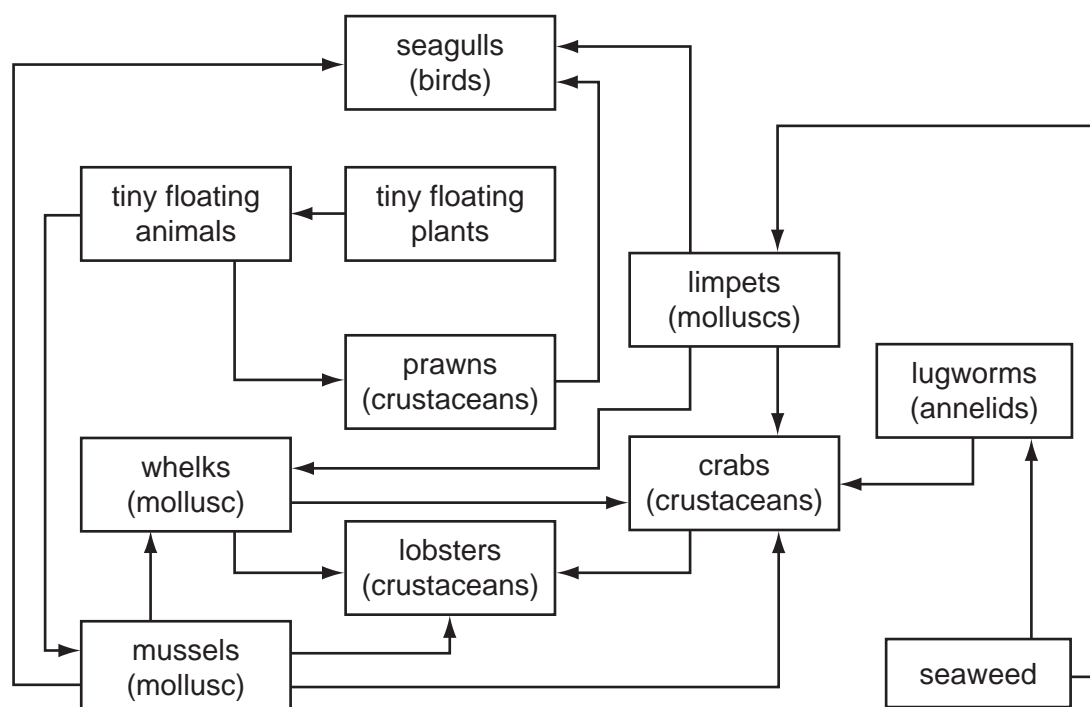 seagulls
(birds)
tiny floating
animals
tiny floating
plants
limpets
(molluscs)
prawns
(crustaceans)
lugworms
(annelids)
whelks
(mollusc)
crabs
(crustaceans)
lobsters
(crustaceans)
mussels
(mollusc)
seaweed